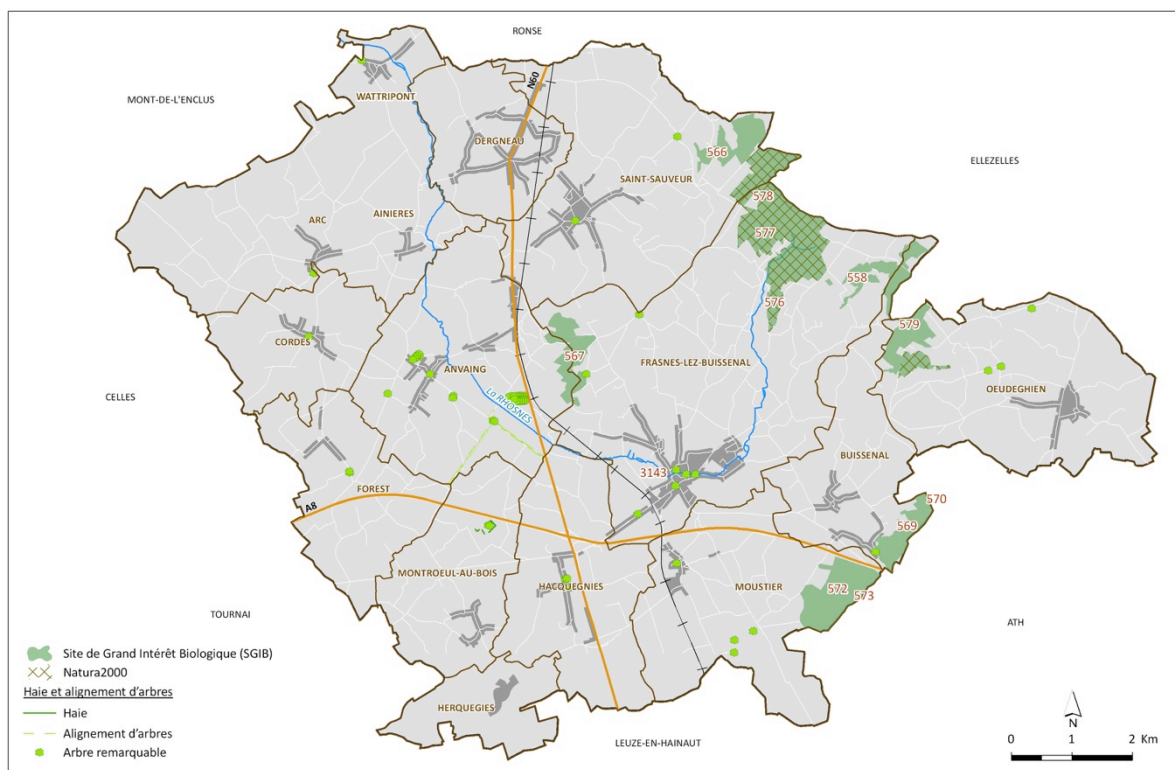 RONSE
MONT-DE-L'ENCLUS
WATTRIPONT
N60
DERGNEAU
566
ELLEZELLES
SAINT-SAUVEUR
578
ARC
AINIERES
577
558
576
579
CORDES
567
FRASNES-LEZ-BUISSENAL
ANVAING
OEUDEGHIEN
CELLES
La RHOSNES
BUISSENAL
3143
FOREST
570
A8
569
MONTROEUL-AU-BOIS
HACQUEGNIES
MOUSTIER
572
573
TOURNAI
ATH
Site de Grand Intérêt Biologique (SGIB)
Natura2000
Haie et alignement d'arbres
Haie
Alignement d'arbres
Arbre remarquable
HERQUEGIES
LEUZE-EN-HAINAUT
N
0 1 2 Km